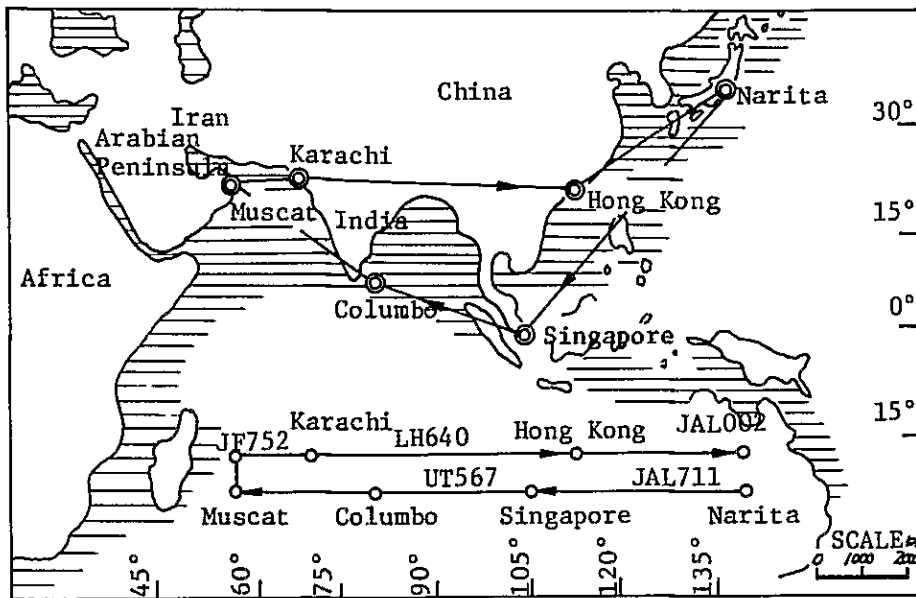 China
Narita
30°
Iran
Arabian
Peninsula
Karachi
Muscat
India
Hong Kong
15°
Africa
Columbo
Singapore
0°
15°
Karachi
JF752
LH640
Hong Kong
JAL002
UT567
JAL711
Muscat
Columbo
Singapore
Narita
SCALE
0 1000
45°
60°
75°
90°
105°
120°
135°